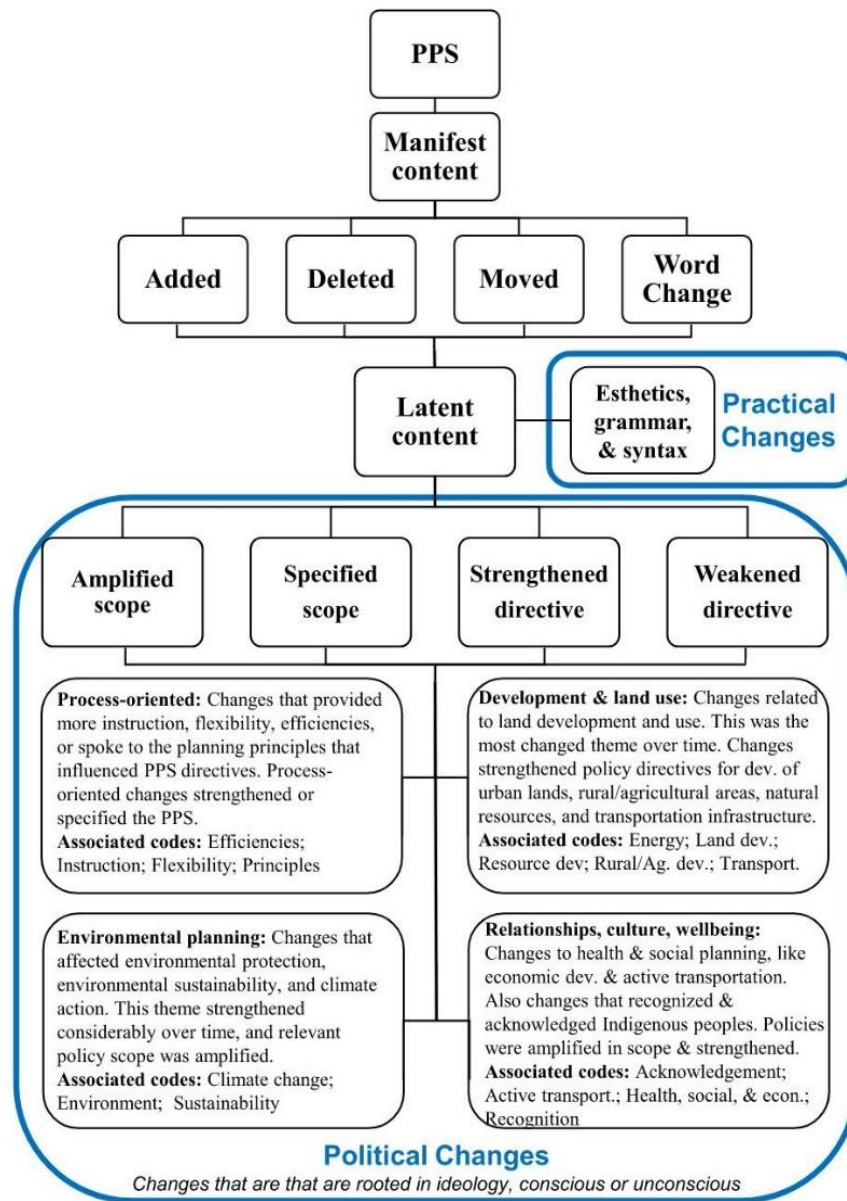 PPS
Manifest
content
Added
Deleted
Moved
Word
Change
Latent
content
Esthetics,
grammar,
& syntax
Practical
Changes
Amplified
scope
Specified
scope
Strengthened
directive
Weakened
directive
Process-oriented: Changes that provided
more instruction, flexibility, efficiencies,
or spoke to the planning principles that
influenced PPS directives. Process-
oriented changes strengthened or
specified the PPS.
Associated codes: Efficiencies;
Instruction; Flexibility; Principles
Development & land use: Changes related
to land development and use. This was the
most changed theme over time. Changes
strengthened policy directives for dev. of
urban lands, rural/agricultural areas, natural
resources, and transportation infrastructure.
Associated codes: Energy; Land dev.;
Resource dev; Rural/Ag. dev.; Transport.
Environmental planning: Changes that
affected environmental protection,
environmental sustainability, and climate
action. This theme strengthened
considerably over time, and relevant
policy scope was amplified.
Associated codes: Climate change;
Environment; Sustainability
Relationships, culture, wellbeing:
Changes to health & social planning, like
economic dev. & active transportation.
Also changes that recognized &
acknowledged Indigenous peoples. Policies
were amplified in scope & strengthened.
Associated codes: Acknowledgement;
Active transport.; Health, social, & econ.;
Recognition
Political Changes
Changes that are that are rooted in ideology, conscious or unconscious